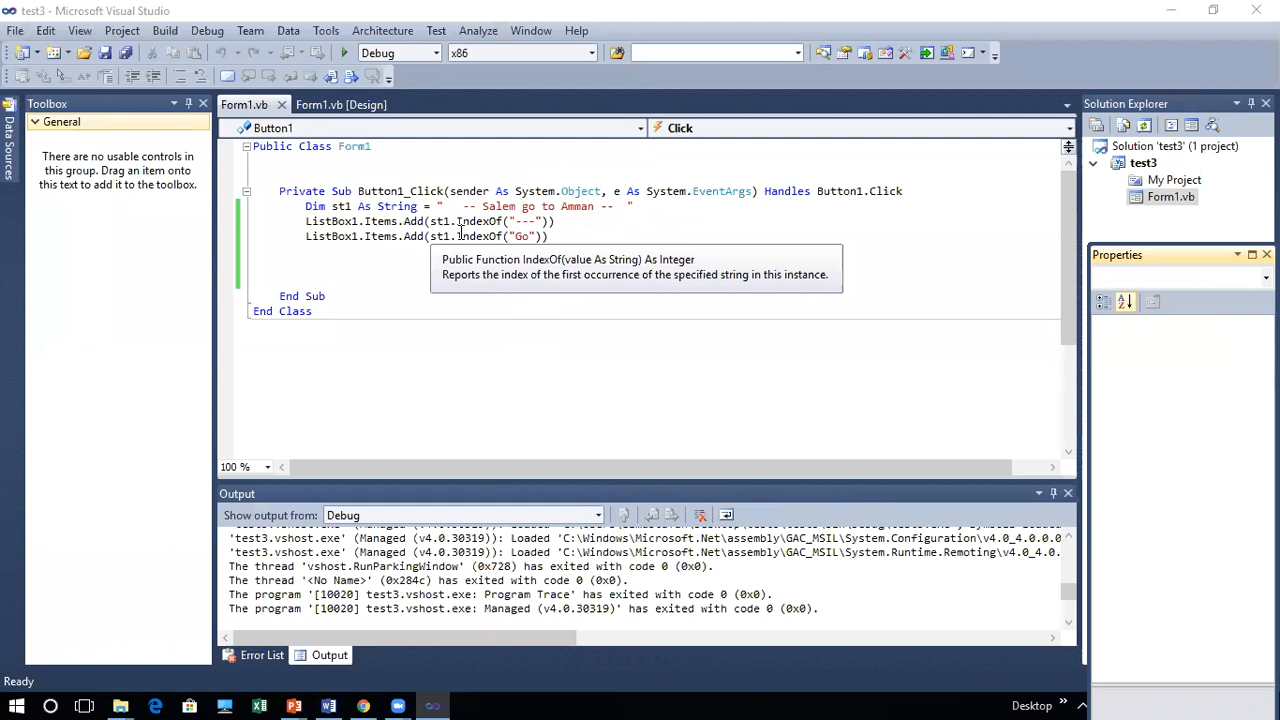 test3 - Microsoft Visual Studio
File Edit View Project Build Debug Team Data Tools Architecture Test Analyze Window Help
Debug x86
Toolbox
General
There are no usable controls in
this group. Drag an item onto
this text to add it to the toolbox.
Data Sources
Form1.vb Form1.vb [Design]
Button1 Click
Public Class Form1
Private Sub Button1_Click(sender As System.Object, e As System.EventArgs) Handles Button1.Click
Dim st1 As String = "   -- Salem go to Amman --  "
ListBox1.Items.Add(st1.IndexOf("---"))
ListBox1.Items.Add(st1.IndexOf("Go"))
Public Function IndexOf(value As String) As Integer
Reports the index of the first occurrence of the specified string in this instance.
End Sub
End Class
100 %
Output
Show output from: Debug
'test3.vshost.exe' (Managed (v4.0.30319)): Loaded 'C:\Windows\Microsoft.Net\assembly\GAC_MSIL\System.Configuration\v4.0_4.0.0.0
'test3.vshost.exe' (Managed (v4.0.30319)): Loaded 'C:\Windows\Microsoft.Net\assembly\GAC_MSIL\System.Runtime.Remoting\v4.0_4.0.
The thread 'vshost.RunParkingWindow' (0x728) has exited with code 0 (0x0).
The thread '<No Name>' (0x284c) has exited with code 0 (0x0).
The program '[10020] test3.vshost.exe: Program Trace' has exited with code 0 (0x0).
The program '[10020] test3.vshost.exe: Managed (v4.0.30319)' has exited with code 0 (0x0).
Error List Output
Solution Explorer
Solution 'test3' (1 project)
test3
My Project
Form1.vb
Properties
Ready
Desktop